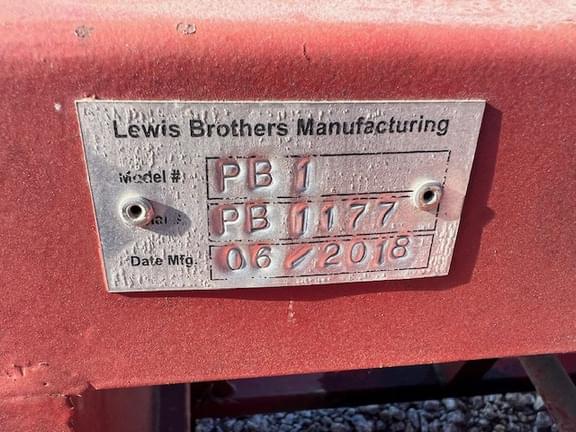 Lewis Brothers Manufacturing
Model #: PB 1
PB 1177
Date Mfg. 06/2018